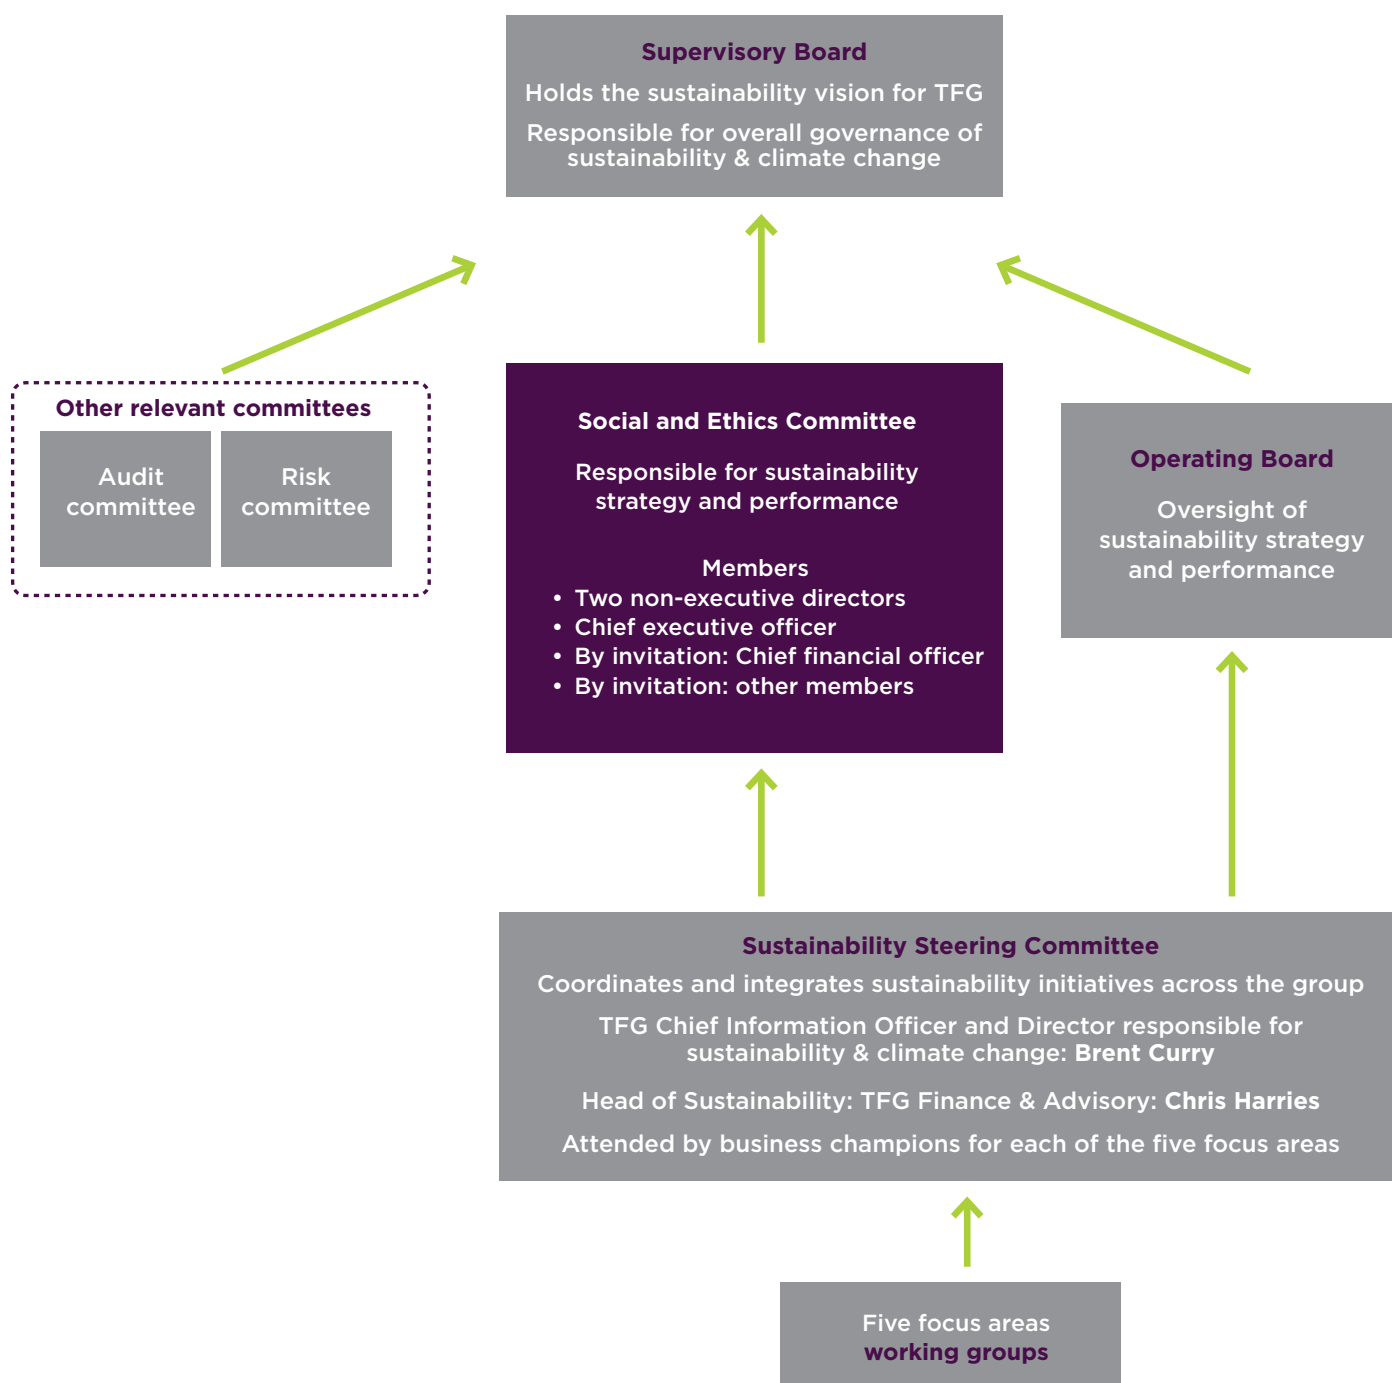 Supervisory Board
Holds the sustainability vision for TFG
Responsible for overall governance of
sustainability & climate change
Other relevant committees
Audit
committee
Risk
committee
Social and Ethics Committee
Responsible for sustainability
strategy and performance
Members
• Two non-executive directors
• Chief executive officer
• By invitation: Chief financial officer
• By invitation: other members
Operating Board
Oversight of
sustainability strategy
and performance
Sustainability Steering Committee
Coordinates and integrates sustainability initiatives across the group
TFG Chief Information Officer and Director responsible for
sustainability & climate change: Brent Curry
Head of Sustainability: TFG Finance & Advisory: Chris Harries
Attended by business champions for each of the five focus areas
Five focus areas
working groups